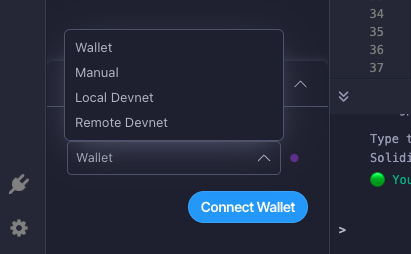 Wallet
Manual
Local Devnet
Remote Devnet
Wallet
Connect Wallet
34
35
36
37
Type t
Solidi
You
>